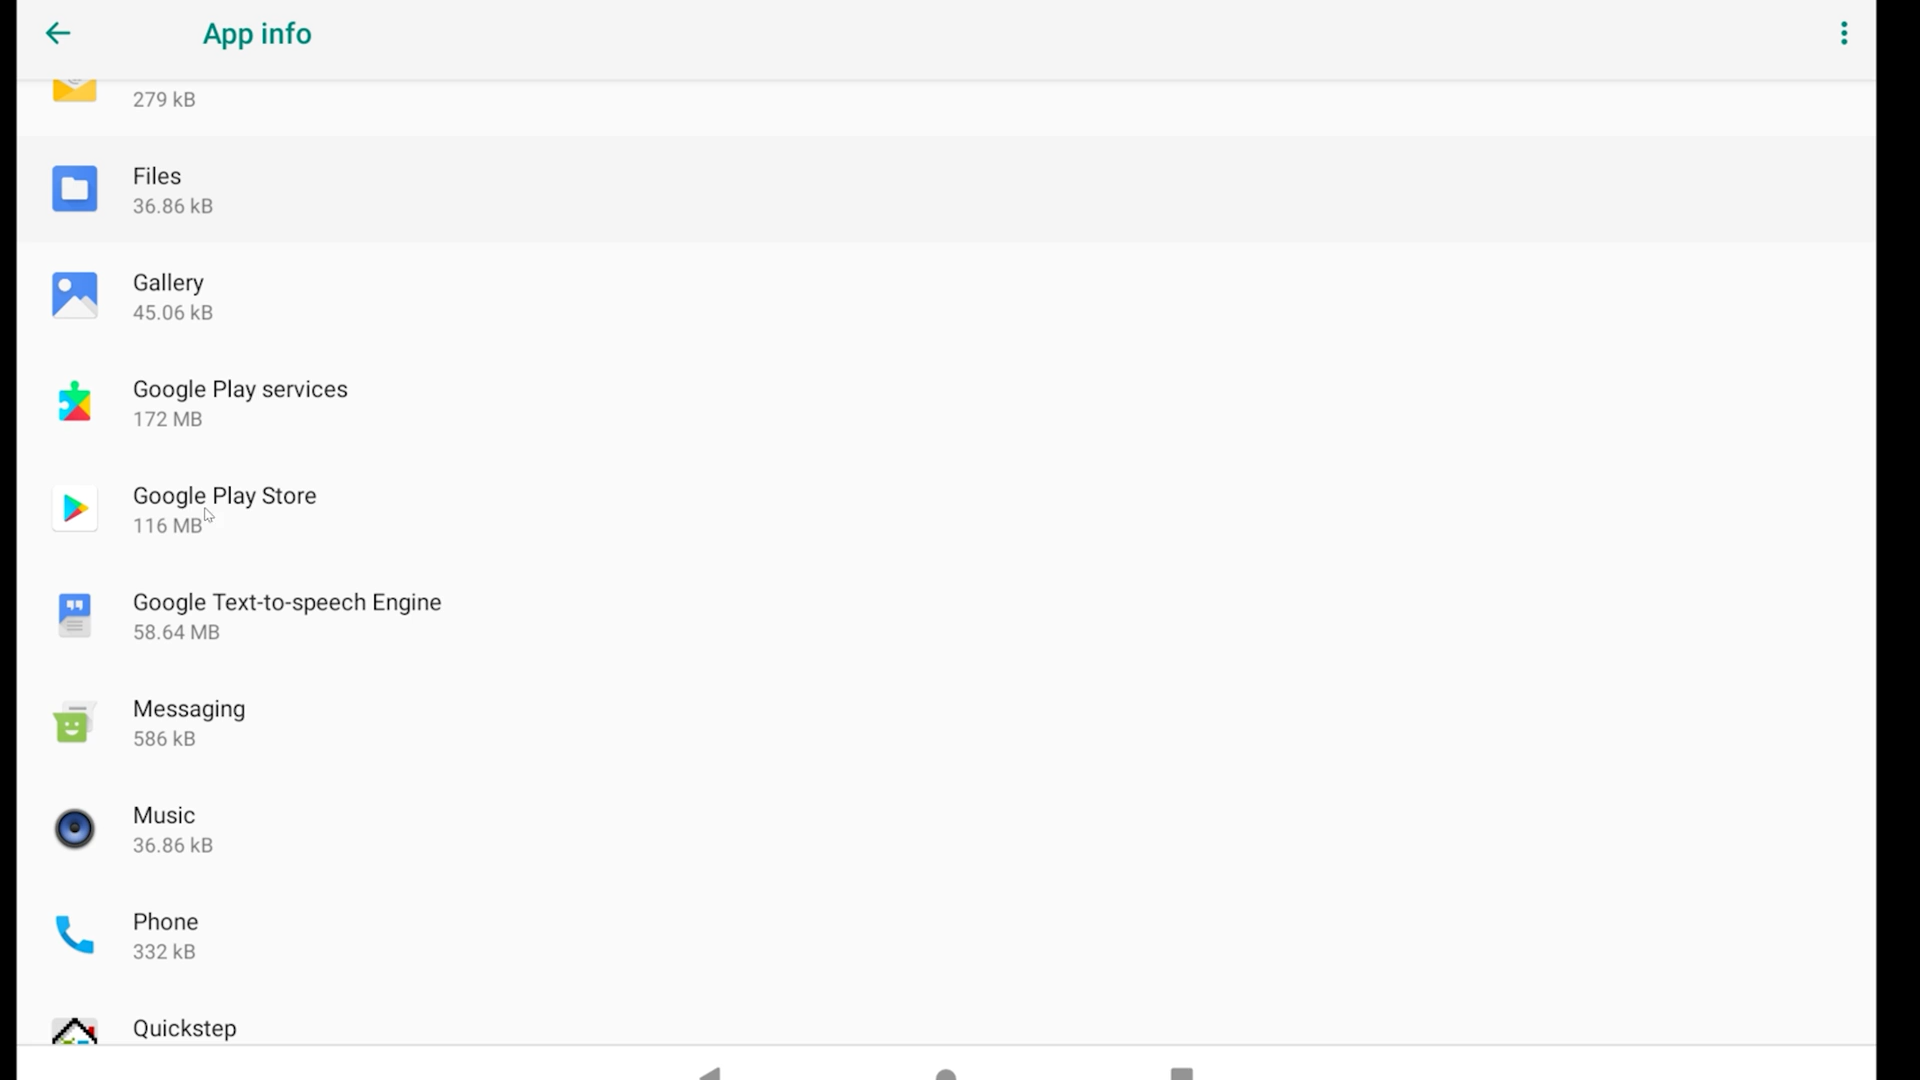 App info
279 kB
Files
36.86 kB
Gallery
45.06 kB
Google Play services
172 MB
Google Play Store
116 MB
Google Text-to-speech Engine
58.64 MB
Messaging
586 kB
Music
36.86 kB
Phone
332 kB
Quickstep